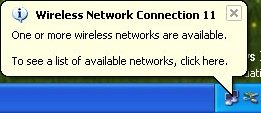 Wireless Network Connection 11
One or more wireless networks are available.
To see a list of available networks, click here.